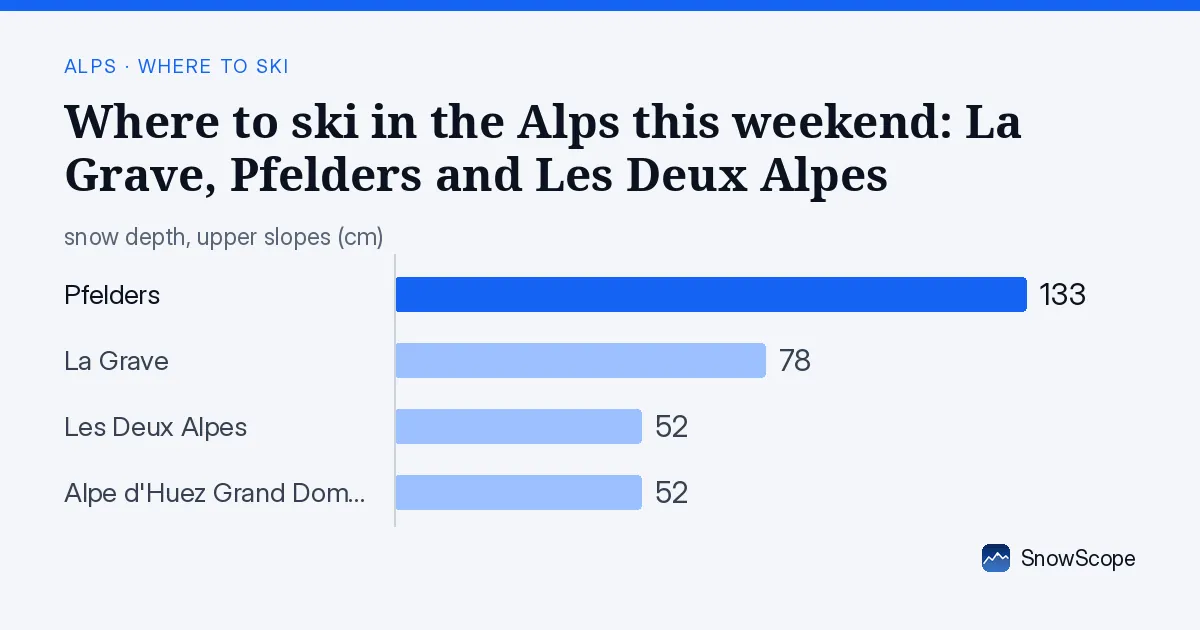 ALPS · WHERE TO SKI
Where to ski in the Alps this weekend: La
Grave, Pfelders and Les Deux Alpes
snow depth, upper slopes (cm)
Pfelders 133
La Grave 78
Les Deux Alpes 52
Alpe d'Huez Grand Dom... 52
SnowScope